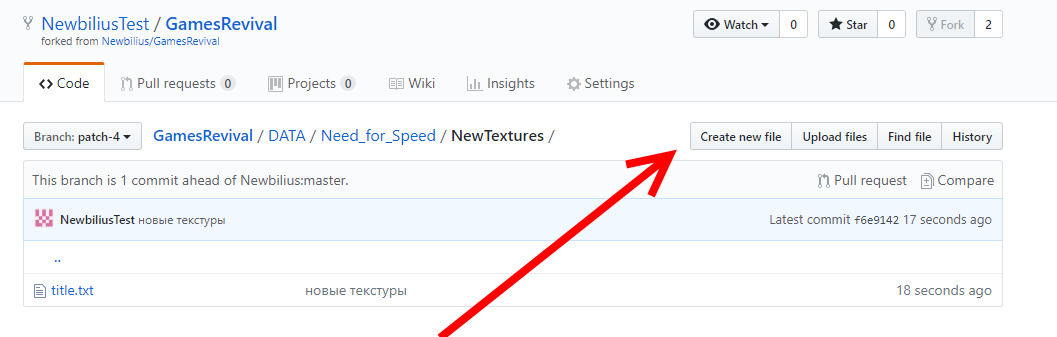 NewbiliusTest / GamesRevival
forked from Newbilius/GamesRevival
Watch 0 Star 0 Fork 2
Code Pull requests 0 Projects 0 Wiki Insights Settings
Branch: patch-4 GamesRevival / DATA / Need_for_Speed / NewTextures / Create new file Upload files Find file History
This branch is 1 commit ahead of Newbilius:master. Pull request Compare
NewbiliusTest новые текстуры Latest commit f6e9142 17 seconds ago
..
title.txt новые текстуры 18 seconds ago